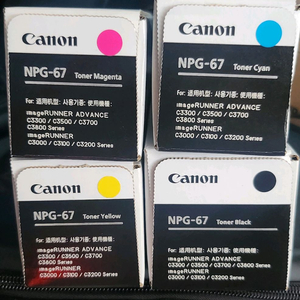 Canon
NPG-67 Toner Magenta
For 适用机型: 사용기종: 使用機種:
imageRUNNER ADVANCE
C3300 / C3500 / C3700
C3800 Series
imageRUNNER
C3000 / C3100 / C3200 Series
Canon
NPG-67 Toner Cyan
For 适用机型: 사용기종: 使用機種:
imageRUNNER ADVANCE
C3300 / C3500 / C3700
C3800 Series
imageRUNNER
C3000 / C3100 / C3200 Series
Canon
NPG-67 Toner Yellow
For 适用机型: 사용기종: 使用機種:
imageRUNNER ADVANCE
C3300 / C3500 / C3700
C3800 Series
imageRUNNER
C3000 / C3100 / C3200 Series
Canon
NPG-67 Toner Black
For 适用机型: 사용기종: 使用機種:
imageRUNNER ADVANCE
C3300 / C3500 / C3700 / C3800 Series
imageRUNNER
C3000 / C3100 / C3200 Series